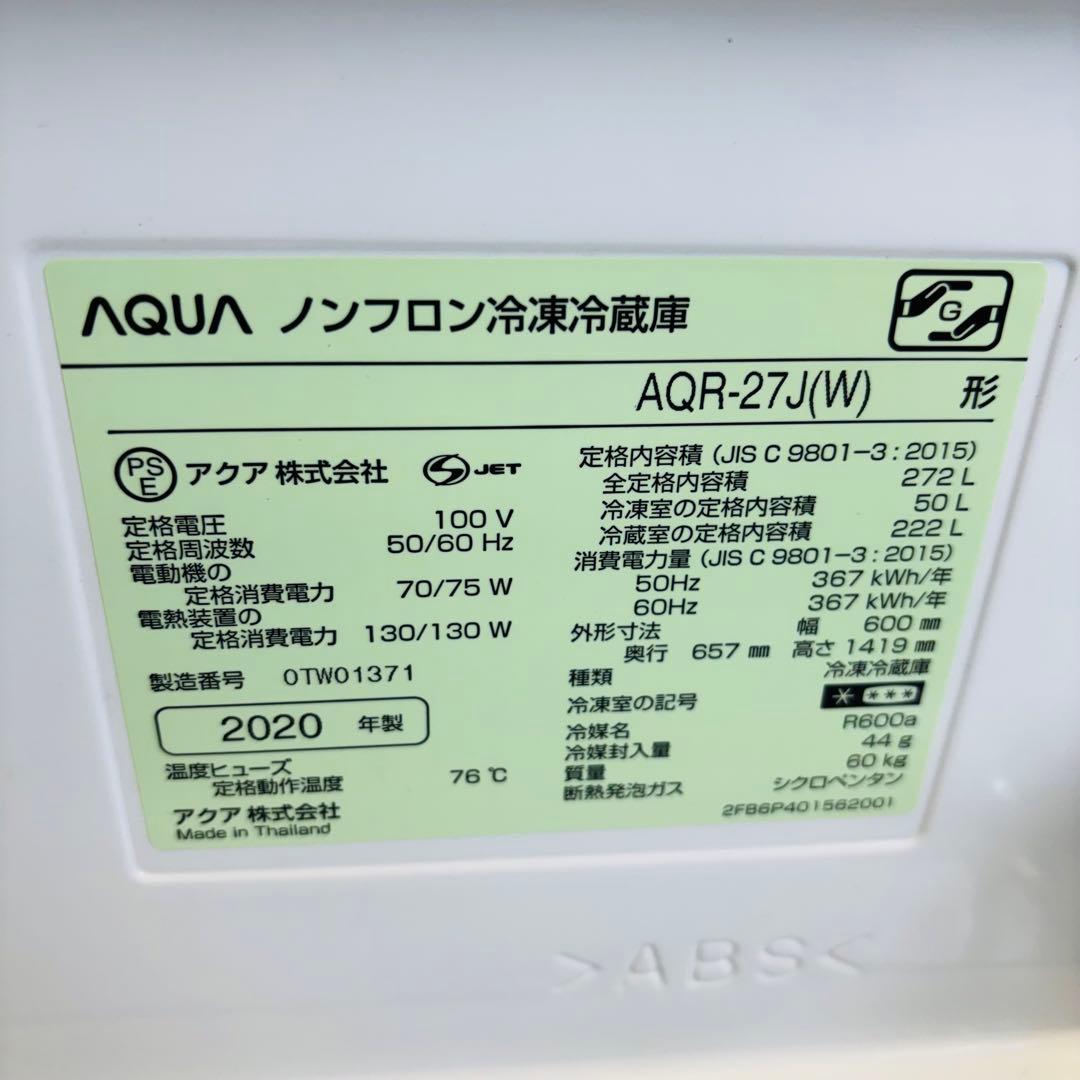 AQUA ノンフロン冷凍冷蔵庫
G
AQR-27J(W) 形
PSE アクア 株式会社 S JET
定格電圧 100 V
定格周波数 50/60 Hz
電動機の
定格消費電力 70/75 W
電熱装置の
定格消費電力 130/130 W
製造番号 0TW01371
2020 年製
温度ヒューズ
定格動作温度 76 ℃
アクア 株式会社
Made in Thailand
定格内容積 (JIS C 9801-3:2015)
全定格内容積 272 L
冷凍室の定格内容積 50 L
冷蔵室の定格内容積 222 L
消費電力量 (JIS C 9801-3:2015)
50Hz 367 kWh/年
60Hz 367 kWh/年
外形寸法 幅 600 mm
奥行 657 mm 高さ 1419 mm
種類 冷凍冷蔵庫
冷凍室の記号 * ***
冷媒名 R600a
冷媒封入量 44 g
質量 60 kg
断熱発泡ガス シクロペンタン
2FB6P401562001
>ABS<